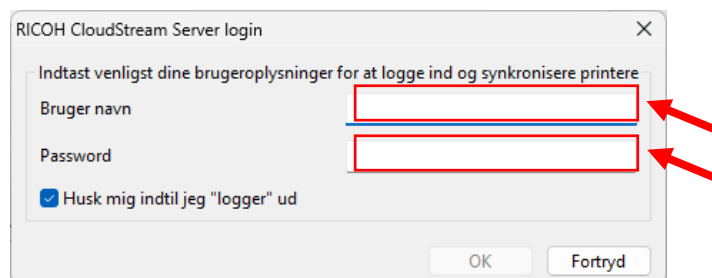 RICOH CloudStream Server login
Indtast venligst dine brugeroplysninger for at logge ind og synkronisere printere
Bruger navn
Password
Husk mig indtil jeg "logger" ud
OK Fortryd